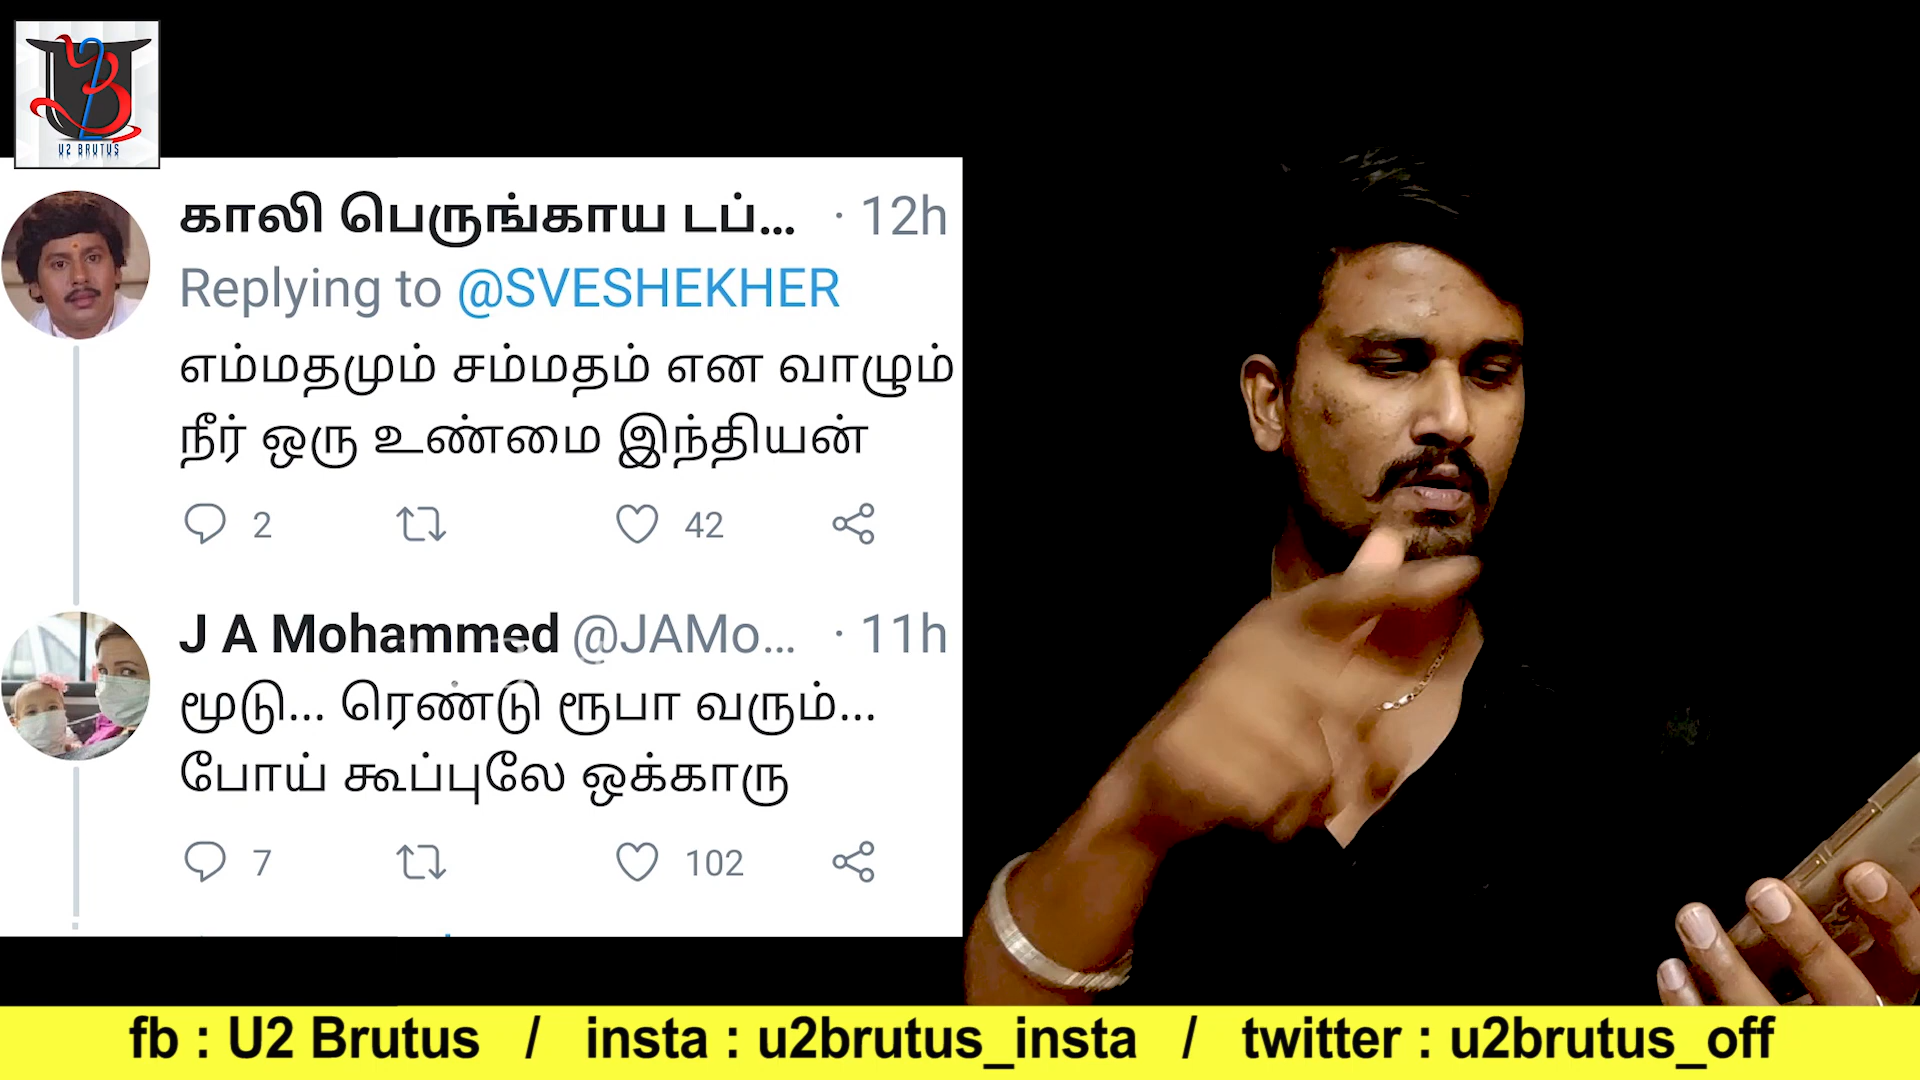 U2 BRUTUS
காலி பெருங்காய டப்... · 12h
Replying to @SVESHEKHER
எம்மதமும் சம்மதம் என வாழும்
நீர் ஒரு உண்மை இந்தியன்
2 42
J A Mohammed @JAMo... · 11h
மூடு... ரெண்டு ரூபா வரும்...
போய் கூப்புலே ஒக்காரு
7 102
fb : U2 Brutus / insta : u2brutus_insta / twitter : u2brutus_off